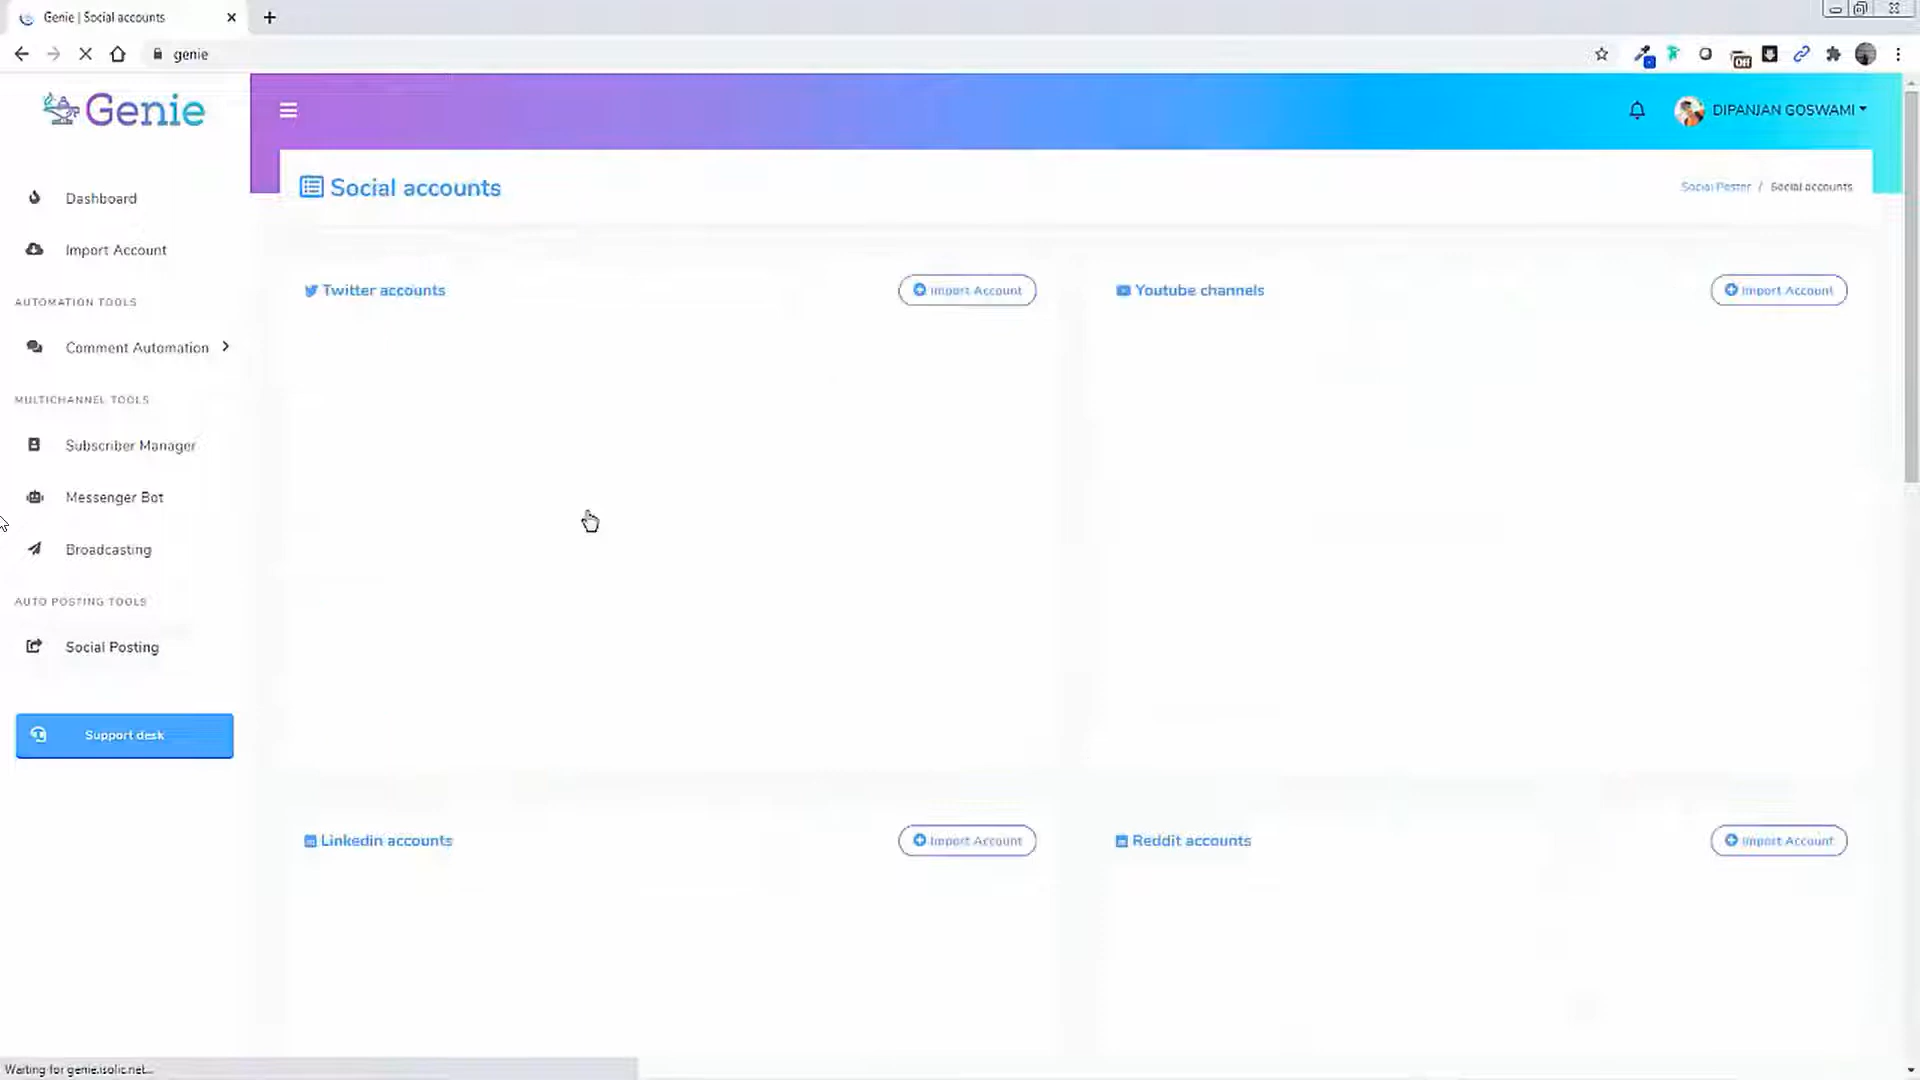 Genie | Social accounts
genie
Off
Genie
DIPANJAN GOSWAMI
Social accounts
Social Poster / Social accounts
Dashboard
Import Account
AUTOMATION TOOLS
Comment Automation
MULTICHANNEL TOOLS
Subscriber Manager
Messenger Bot
Broadcasting
AUTO POSTING TOOLS
Social Posting
Support desk
Twitter accounts
Import Account
Youtube channels
Import Account
Linkedin accounts
Import Account
Reddit accounts
Import Account
Waiting for genie.isolic.net...